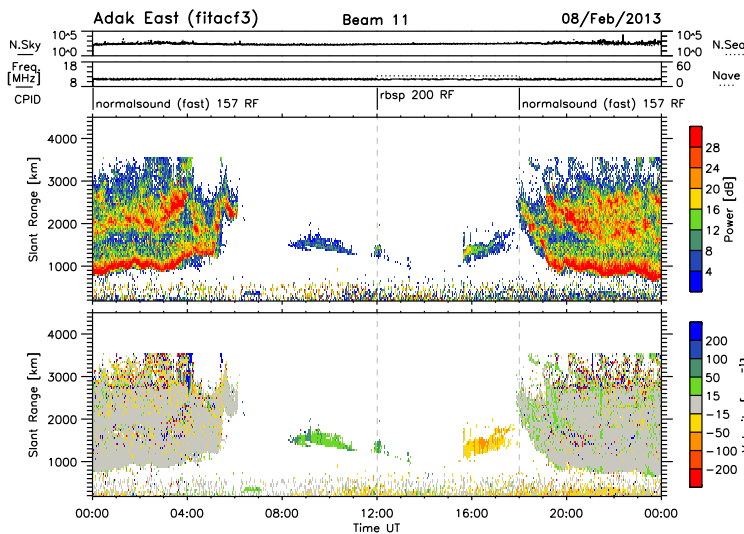 Adak East (fitacf3) Beam 11 08/Feb/2013
N.Sky 10^5 10^0 10^5 10^0 N.Sea
Freq. [MHz] 18 8 60 0 Nave
CPID normalsound (fast) 157 RF rbsp 200 RF normalsound (fast) 157 RF
Slant Range [km] 4000 3000 2000 1000
28 24 20 16 12 8 4 Power [dB]
Slant Range [km] 4000 3000 2000 1000
200 100 50 15 -15 -50 -100 -200
00:00 04:00 08:00 12:00 16:00 20:00 00:00
Time UT